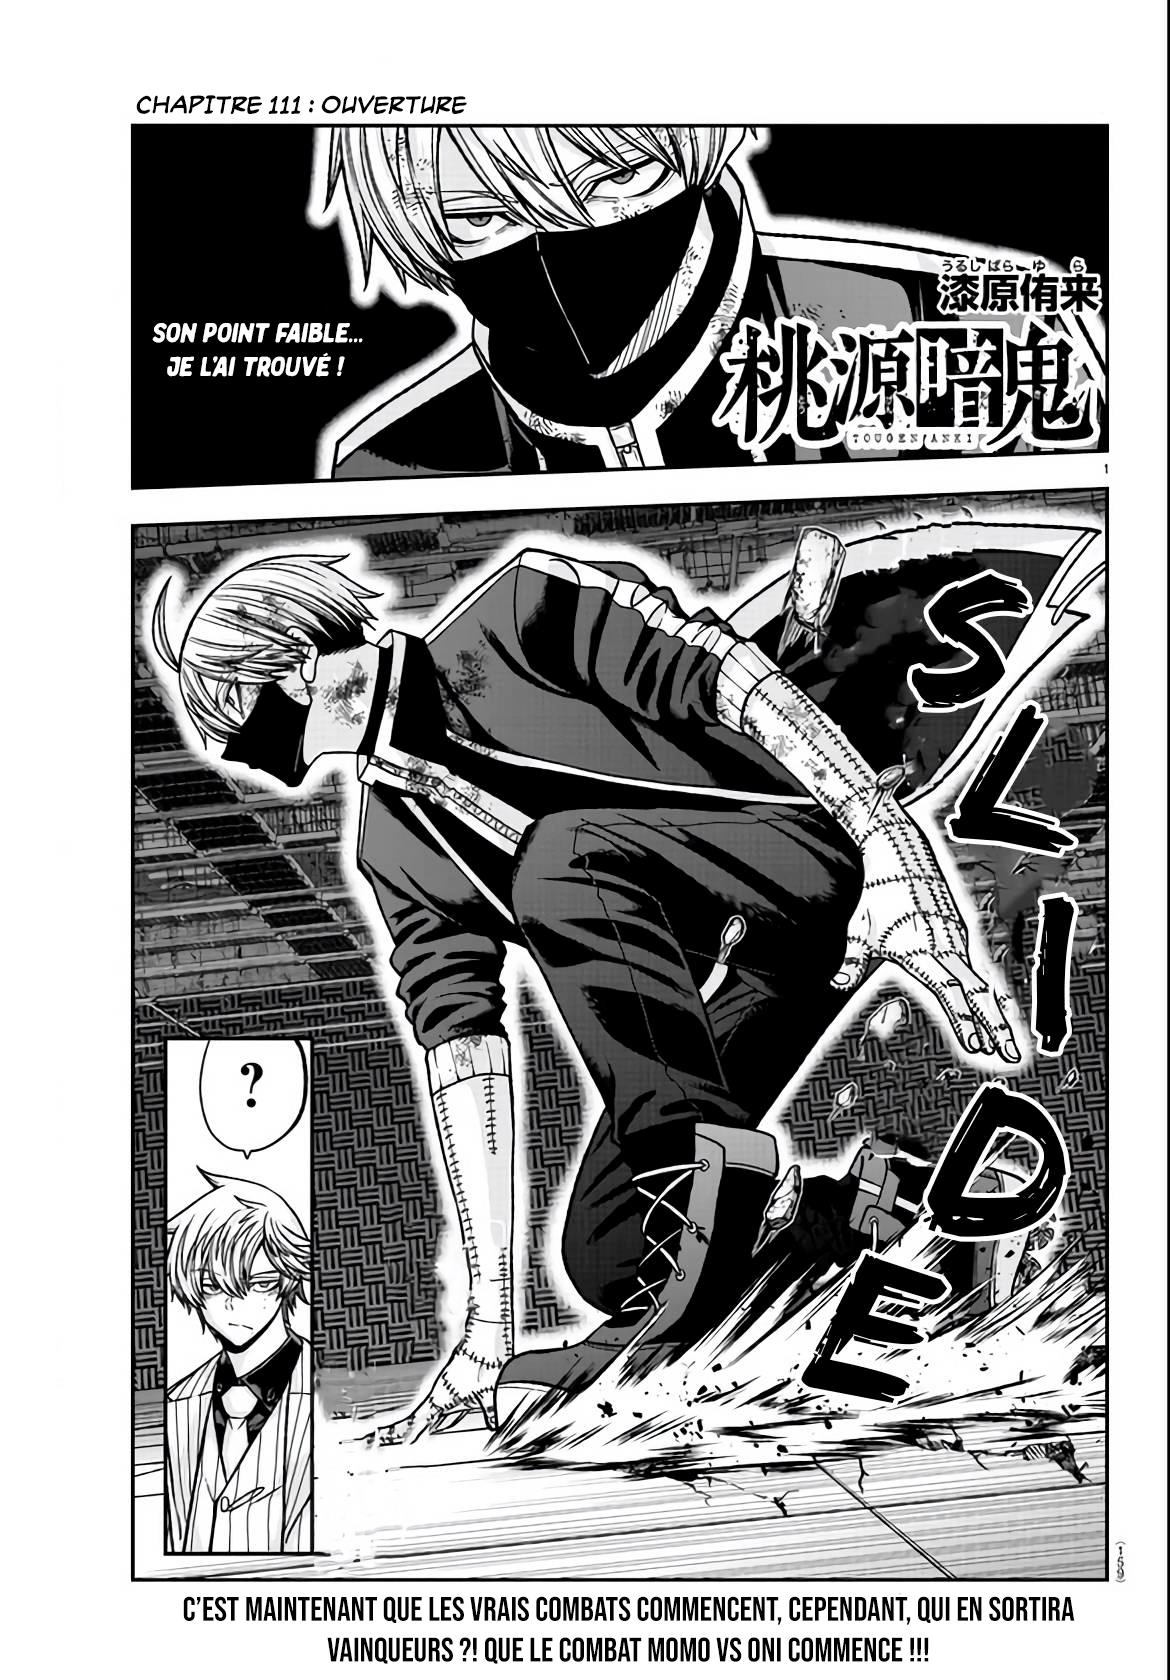 CHAPITRE 111 : OUVERTURE
SON POINT FAIBLE...
JE L'AI TROUVÉ !
うるしばら ゆら
漆原侑来
桃源暗鬼
TOUGEN ANKI
1
SLIDE
?
(159)
C'EST MAINTENANT QUE LES VRAIS COMBATS COMMENCENT, CEPENDANT, QUI EN SORTIRA
VAINQUEURS ?! QUE LE COMBAT MOMO VS ONI COMMENCE !!!